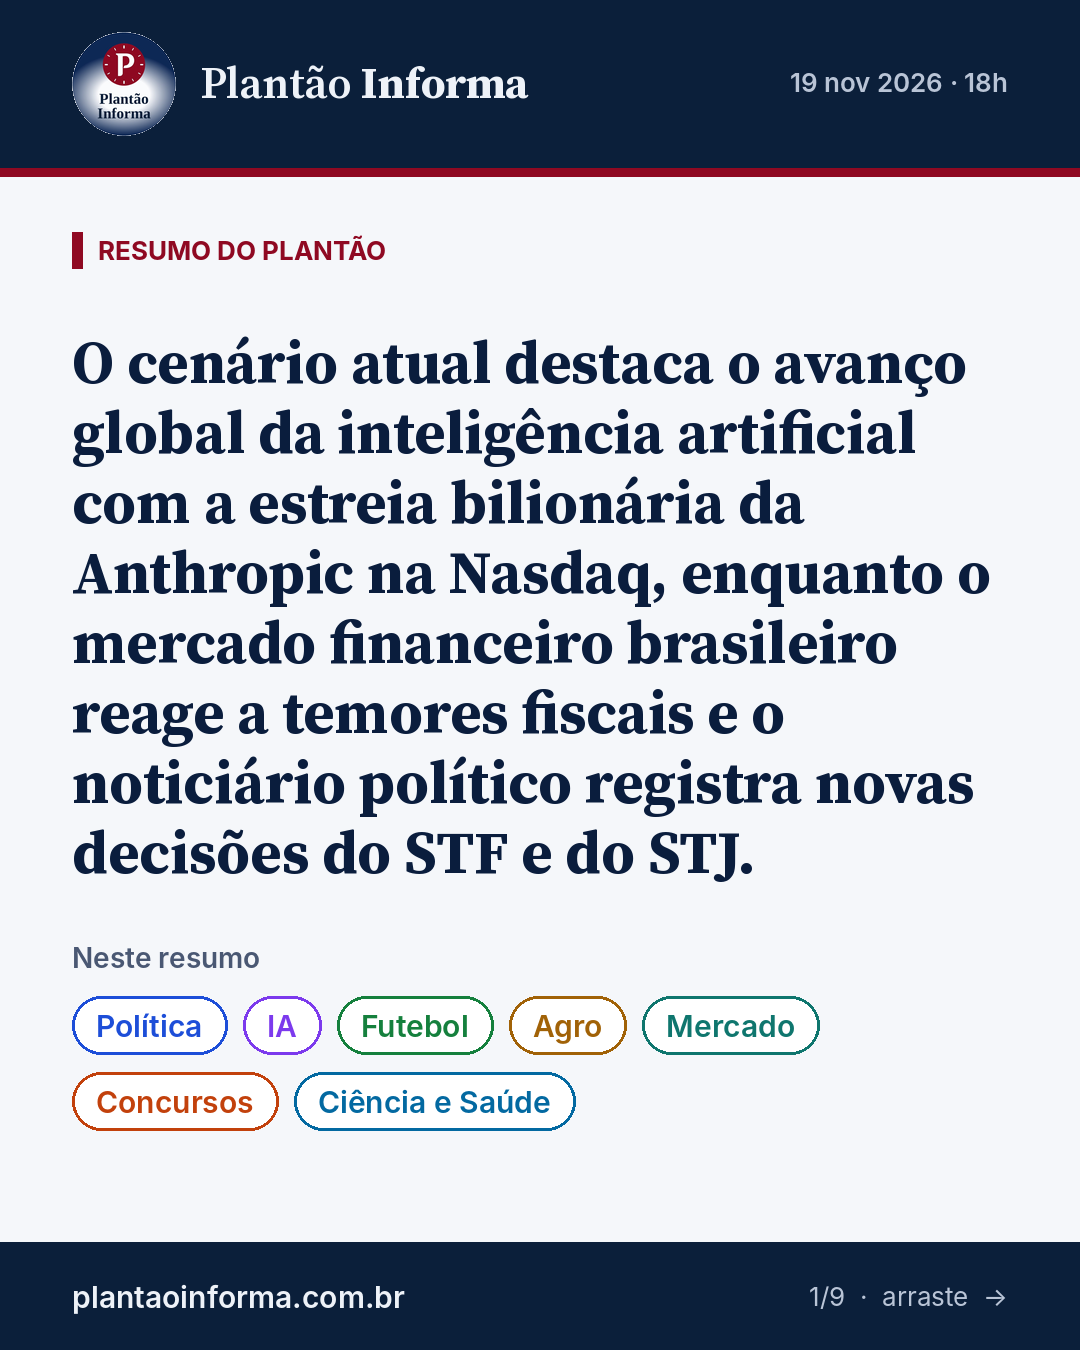 P
Plantão
Informa
Plantão Informa
19 nov 2026 · 18h
RESUMO DO PLANTÃO
O cenário atual destaca o avanço
global da inteligência artificial
com a estreia bilionária da
Anthropic na Nasdaq, enquanto o
mercado financeiro brasileiro
reage a temores fiscais e o
noticiário político registra novas
decisões do STF e do STJ.
Neste resumo
Política IA Futebol Agro Mercado
Concursos Ciência e Saúde
plantaoinforma.com.br
1/9 · arraste →